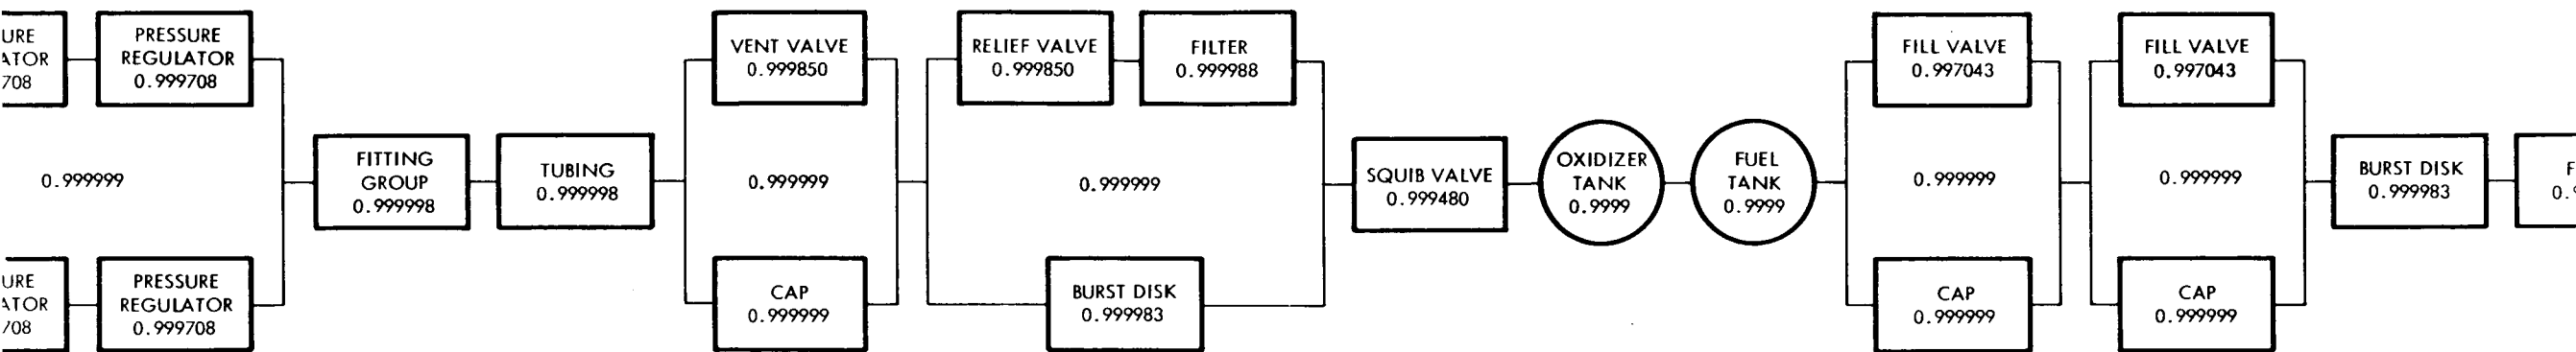 URE
ATOR
708
PRESSURE
REGULATOR
0.999708
0.999999
URE
ATOR
708
PRESSURE
REGULATOR
0.999708
FITTING
GROUP
0.999998
TUBING
0.999998
VENT VALVE
0.999850
0.999999
CAP
0.999999
RELIEF VALVE
0.999850
FILTER
0.999988
0.999999
BURST DISK
0.999983
SQUIB VALVE
0.999480
OXIDIZER
TANK
0.9999
FUEL
TANK
0.9999
FILL VALVE
0.997043
0.999999
CAP
0.999999
FILL VALVE
0.997043
0.999999
CAP
0.999999
BURST DISK
0.999983
F
0.